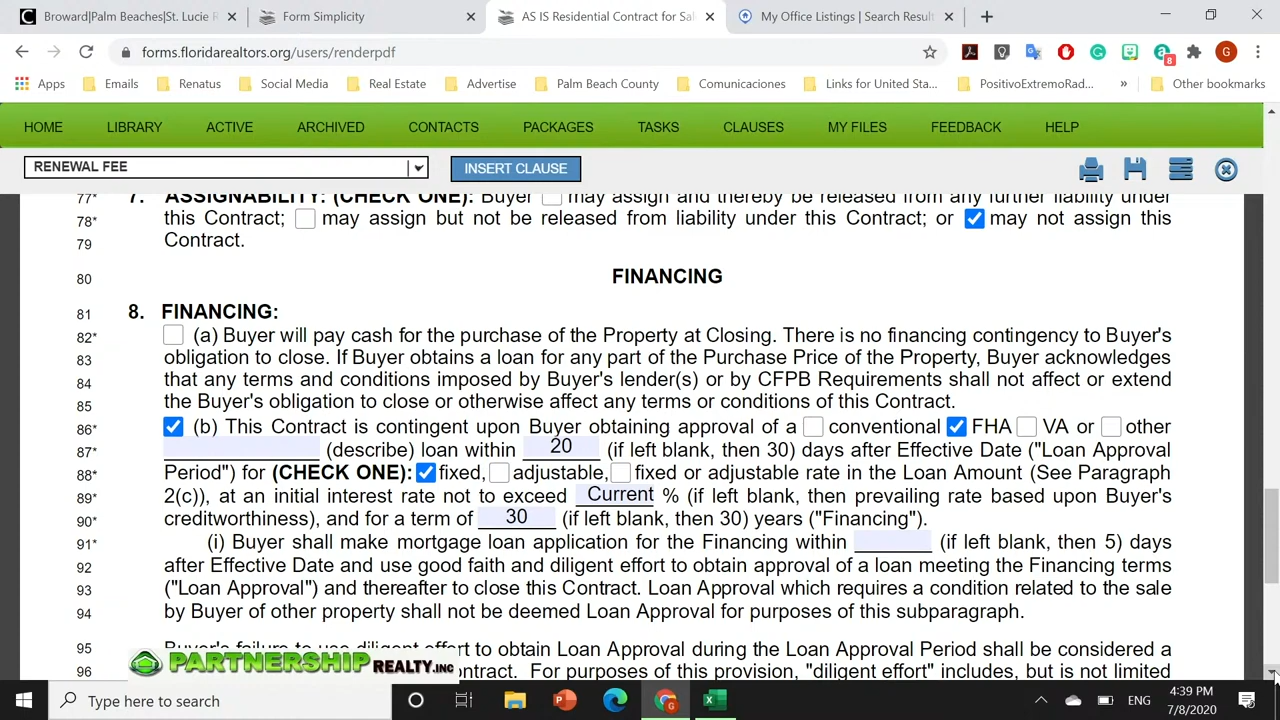 Broward|Palm Beaches|St. Lucie R
Form Simplicity
AS IS Residential Contract for Sal
My Office Listings | Search Result
forms.floridarealtors.org/users/renderpdf
8
G
Apps Emails Renatus Social Media Real Estate Advertise Palm Beach County Comunicaciones Links for United Sta... PositivoExtremoRad... » Other bookmarks
HOME LIBRARY ACTIVE ARCHIVED CONTACTS PACKAGES TASKS CLAUSES MY FILES FEEDBACK HELP
RENEWAL FEE INSERT CLAUSE
77* 7. ASSIGNABILITY: (CHECK ONE): Buyer may assign and thereby be released from any further liability under
78* this Contract; may assign but not be released from liability under this Contract; or may not assign this
79 Contract.
80 FINANCING
81 8. FINANCING:
82* (a) Buyer will pay cash for the purchase of the Property at Closing. There is no financing contingency to Buyer's
83 obligation to close. If Buyer obtains a loan for any part of the Purchase Price of the Property, Buyer acknowledges
84 that any terms and conditions imposed by Buyer's lender(s) or by CFPB Requirements shall not affect or extend
85 the Buyer's obligation to close or otherwise affect any terms or conditions of this Contract.
86* (b) This Contract is contingent upon Buyer obtaining approval of a conventional FHA VA or other
87* (describe) loan within 20 (if left blank, then 30) days after Effective Date ("Loan Approval
88* Period") for (CHECK ONE): fixed, adjustable, fixed or adjustable rate in the Loan Amount (See Paragraph
89* 2(c)), at an initial interest rate not to exceed Current % (if left blank, then prevailing rate based upon Buyer's
90* creditworthiness), and for a term of 30 (if left blank, then 30) years ("Financing").
91* (i) Buyer shall make mortgage loan application for the Financing within (if left blank, then 5) days
92 after Effective Date and use good faith and diligent effort to obtain approval of a loan meeting the Financing terms
93 ("Loan Approval") and thereafter to close this Contract. Loan Approval which requires a condition related to the sale
94 by Buyer of other property shall not be deemed Loan Approval for purposes of this subparagraph.
95 Buyer's failure to use diligent effort to obtain Loan Approval during the Loan Approval Period shall be considered a
96 ontract. For purposes of this provision, "diligent effort" includes, but is not limited
PARTNERSHIP REALTY.INC
Type here to search
ENG
4:39 PM
7/8/2020